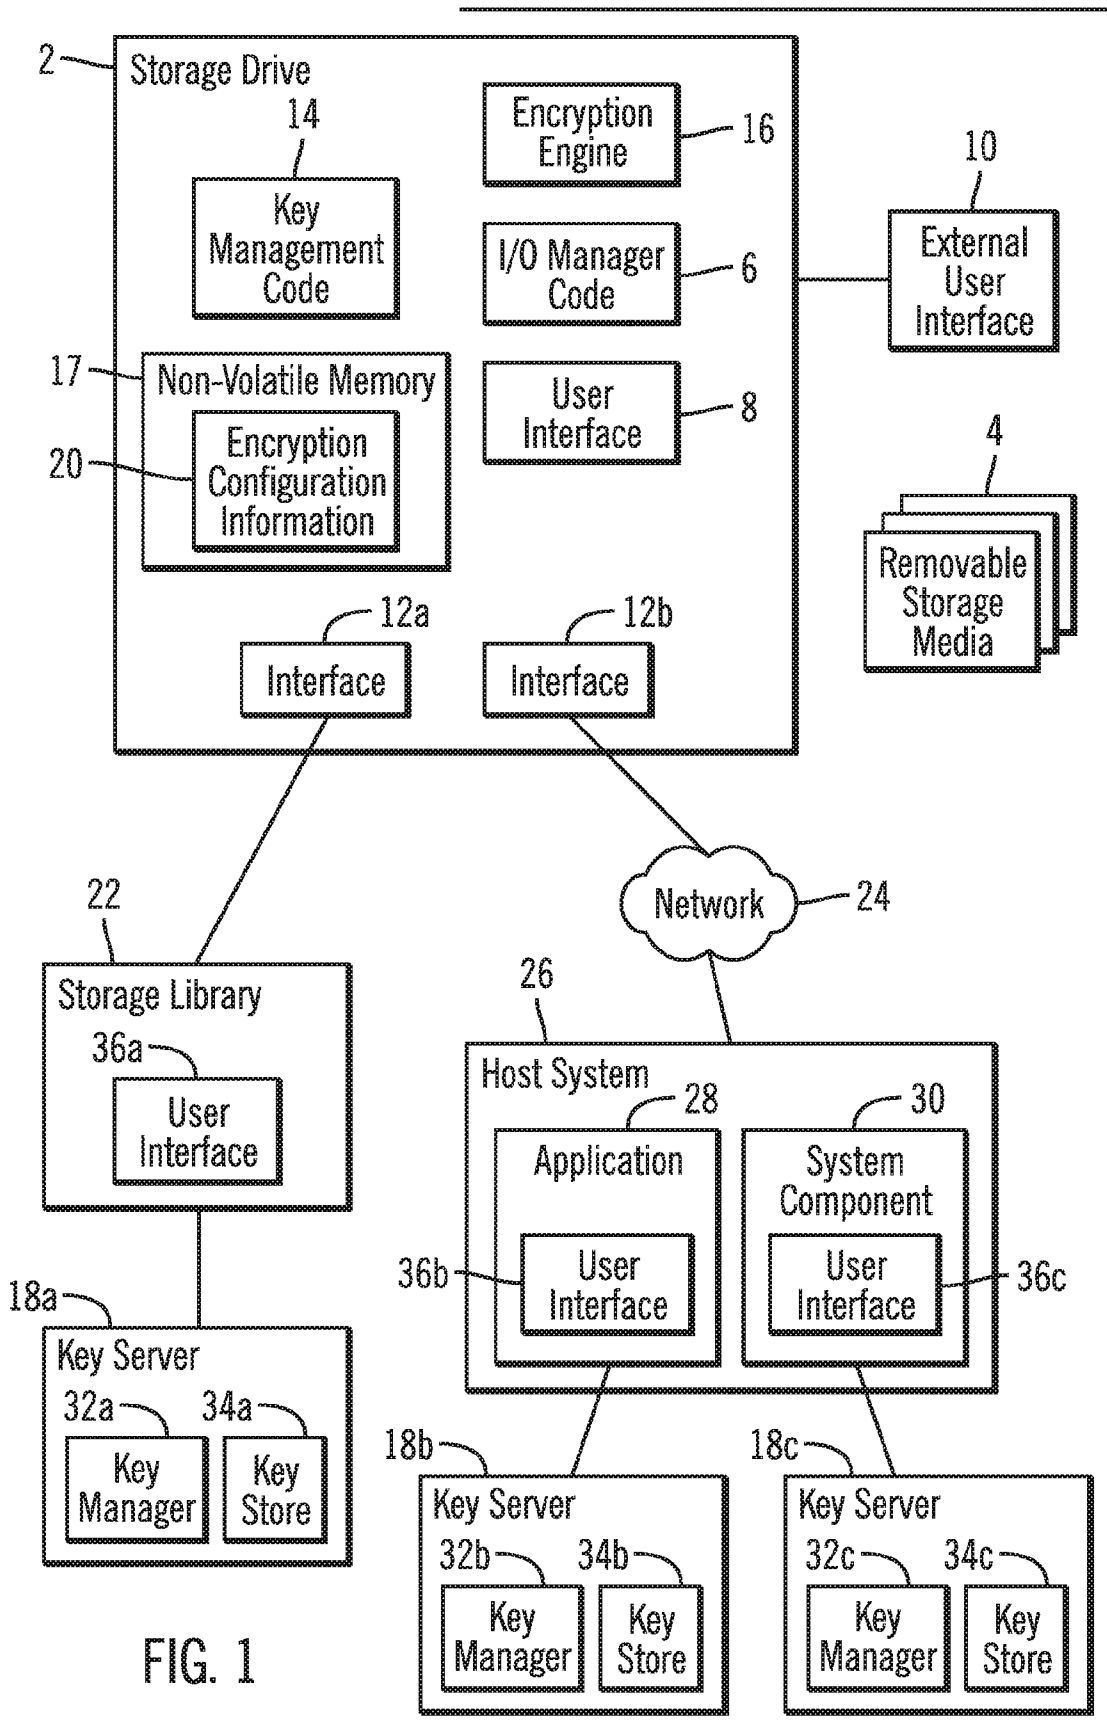 2
Storage Drive
14
Key
Management
Code
Encryption
Engine
16
I/O Manager
Code
6
User
Interface
8
10
External
User
Interface
17
Non-Volatile Memory
20
Encryption
Configuration
Information
4
Removable
Storage
Media
12a
Interface
12b
Interface
Network
24
22
Storage Library
36a
User
Interface
26
Host System
28
Application
36b
User
Interface
30
System
Component
User
Interface
36c
18a
Key Server
32a
Key
Manager
34a
Key
Store
18b
Key Server
32b
Key
Manager
34b
Key
Store
18c
Key Server
32c
Key
Manager
34c
Key
Store
FIG. 1